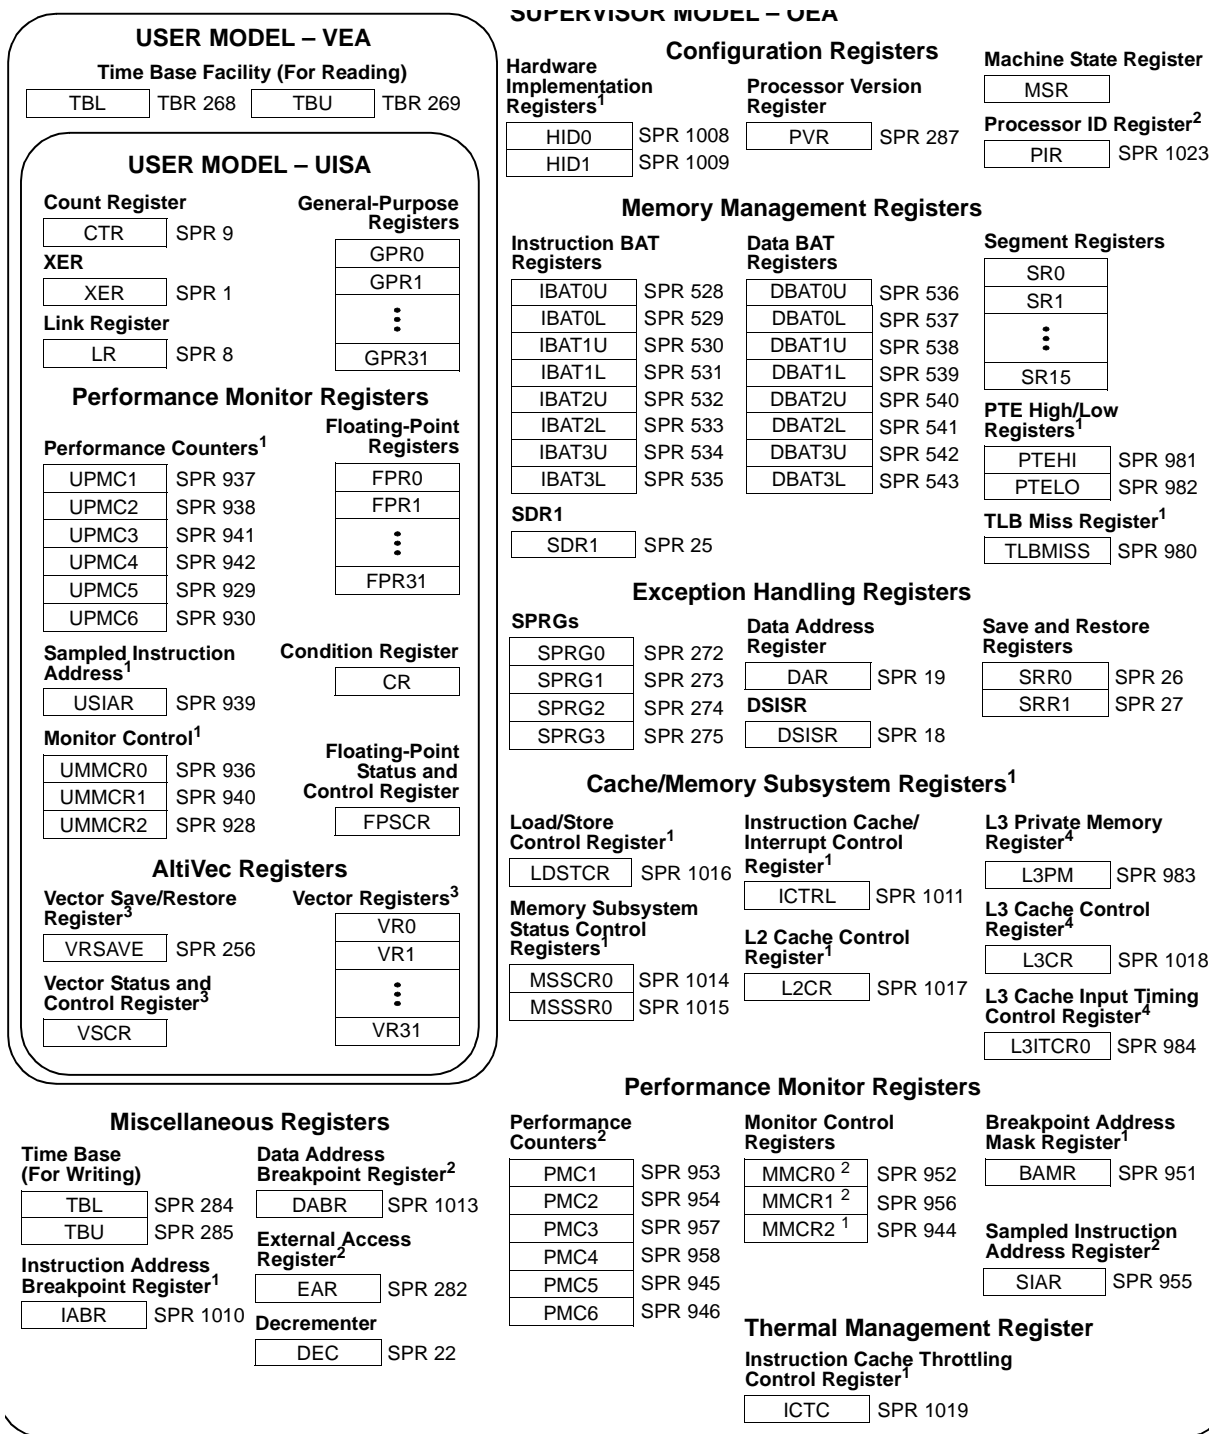 SUPERVISOR MODEL – OEA
USER MODEL – VEA
Time Base Facility (For Reading)
TBL TBR 268 TBU TBR 269
USER MODEL – UISA
Count Register
CTR SPR 9
XER
XER SPR 1
Link Register
LR SPR 8
General-Purpose
Registers
GPR0
GPR1
GPR31
Performance Monitor Registers
Performance Counters1
UPMC1 SPR 937
UPMC2 SPR 938
UPMC3 SPR 941
UPMC4 SPR 942
UPMC5 SPR 929
UPMC6 SPR 930
Floating-Point
Registers
FPR0
FPR1
FPR31
Sampled Instruction
Address1
USIAR SPR 939
Condition Register
CR
Monitor Control1
UMMCR0 SPR 936
UMMCR1 SPR 940
UMMCR2 SPR 928
Floating-Point
Status and
Control Register
FPSCR
AltiVec Registers
Vector Save/Restore
Register3
VRSAVE SPR 256
Vector Status and
Control Register3
VSCR
Vector Registers3
VR0
VR1
VR31
Configuration Registers
Hardware
Implementation
Registers1
HID0 SPR 1008
HID1 SPR 1009
Processor Version
Register
PVR SPR 287
Machine State Register
MSR
Processor ID Register2
PIR SPR 1023
Memory Management Registers
Instruction BAT
Registers
IBAT0U SPR 528
IBAT0L SPR 529
IBAT1U SPR 530
IBAT1L SPR 531
IBAT2U SPR 532
IBAT2L SPR 533
IBAT3U SPR 534
IBAT3L SPR 535
Data BAT
Registers
DBAT0U SPR 536
DBAT0L SPR 537
DBAT1U SPR 538
DBAT1L SPR 539
DBAT2U SPR 540
DBAT2L SPR 541
DBAT3U SPR 542
DBAT3L SPR 543
Segment Registers
SR0
SR1
SR15
PTE High/Low
Registers1
PTEHI SPR 981
PTELO SPR 982
SDR1
SDR1 SPR 25
TLB Miss Register1
TLBMISS SPR 980
Exception Handling Registers
SPRGs
SPRG0 SPR 272
SPRG1 SPR 273
SPRG2 SPR 274
SPRG3 SPR 275
Data Address
Register
DAR SPR 19
DSISR
DSISR SPR 18
Save and Restore
Registers
SRR0 SPR 26
SRR1 SPR 27
Cache/Memory Subsystem Registers1
Load/Store
Control Register1
LDSTCR SPR 1016
Memory Subsystem
Status Control
Registers1
MSSCR0 SPR 1014
MSSSR0 SPR 1015
Instruction Cache/
Interrupt Control
Register1
ICTRL SPR 1011
L2 Cache Control
Register1
L2CR SPR 1017
L3 Private Memory
Register4
L3PM SPR 983
L3 Cache Control
Register4
L3CR SPR 1018
L3 Cache Input Timing
Control Register4
L3ITCR0 SPR 984
Performance Monitor Registers
Performance
Counters2
PMC1 SPR 953
PMC2 SPR 954
PMC3 SPR 957
PMC4 SPR 958
PMC5 SPR 945
PMC6 SPR 946
Monitor Control
Registers
MMCR0 2 SPR 952
MMCR1 2 SPR 956
MMCR2 1 SPR 944
Breakpoint Address
Mask Register1
BAMR SPR 951
Sampled Instruction
Address Register2
SIAR SPR 955
Miscellaneous Registers
Time Base
(For Writing)
TBL SPR 284
TBU SPR 285
Instruction Address
Breakpoint Register1
IABR SPR 1010
Data Address
Breakpoint Register2
DABR SPR 1013
External Access
Register2
EAR SPR 282
Decrementer
DEC SPR 22
Thermal Management Register
Instruction Cache Throttling
Control Register1
ICTC SPR 1019